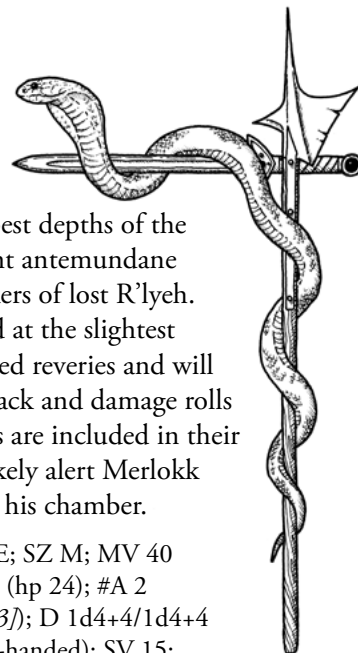 est depths of the
nt antemundane
ers of lost R'lyeh.
d at the slightest
ed reveries and will
ack and damage rolls
s are included in their
kely alert Merlokk
his chamber.
E; SZ M; MV 40
(hp 24); #A 2
3]); D 1d4+4/1d4+4
-handed); SV 15;